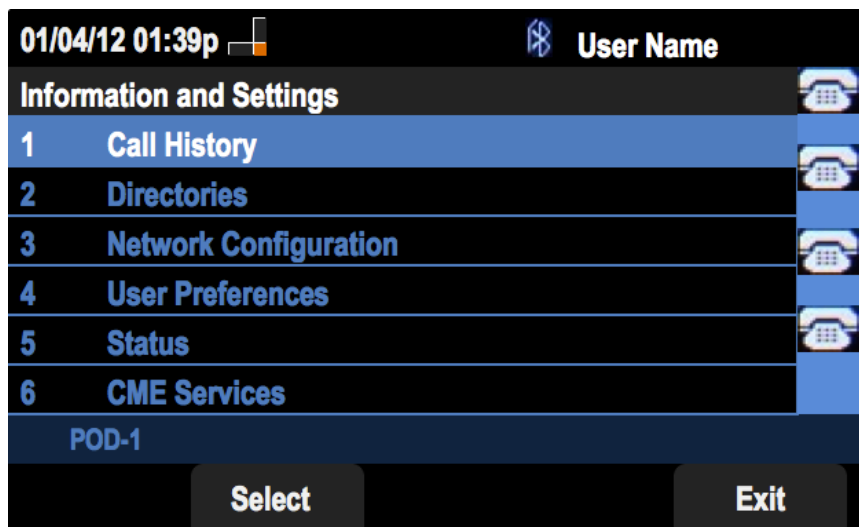 01/04/12 01:39p User Name
Information and Settings
1 Call History
2 Directories
3 Network Configuration
4 User Preferences
5 Status
6 CME Services
POD-1
Select Exit